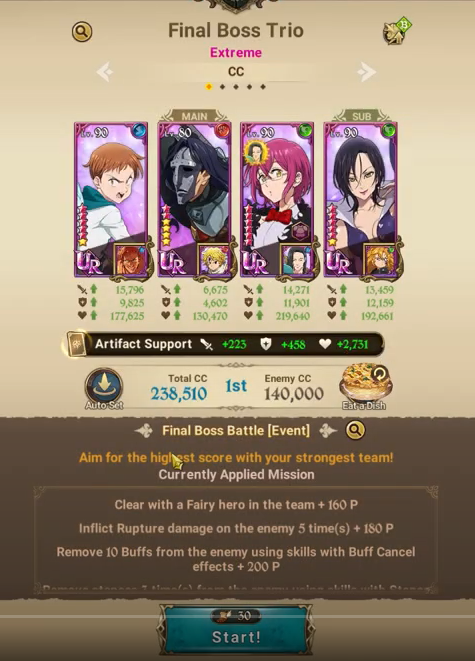 Final Boss Trio
Extreme
CC
MAIN
SUB
Lv. 90
Lv. 80
Lv. 90
Lv. 90
UR
UR
UR
UR
15,796
6,675
14,271
13,459
9,825
4,602
11,901
12,159
177,625
130,470
219,640
192,661
Artifact Support +223 +458 +2,731
Total CC
1st
Enemy CC
238,510
140,000
Auto Set
Eat a Dish
Final Boss Battle [Event]
Aim for the highest score with your strongest team!
Currently Applied Mission
Clear with a Fairy hero in the team + 160 P
Inflict Rupture damage on the enemy 5 time(s) + 180 P
Remove 10 Buffs from the enemy using skills with Buff Cancel
effects + 200 P
30
Start!